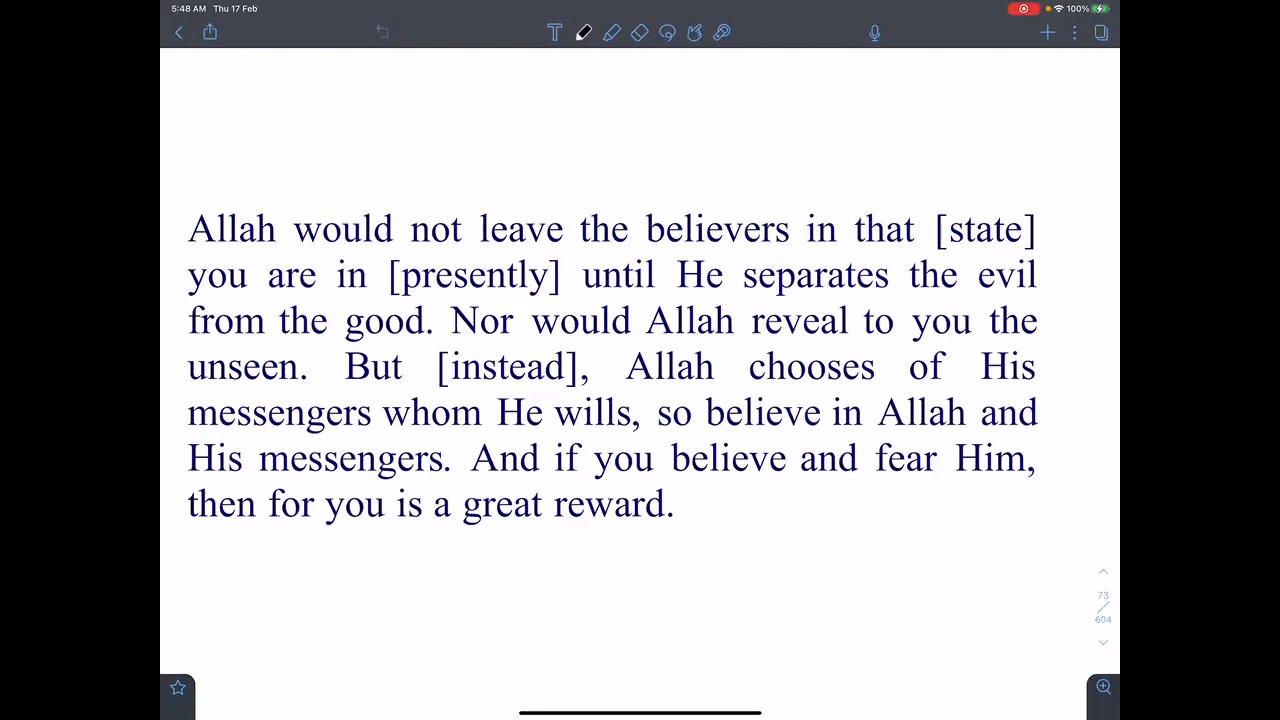 5:48 AM Thu 17 Feb
100%
Allah would not leave the believers in that [state]
you are in [presently] until He separates the evil
from the good. Nor would Allah reveal to you the
unseen. But [instead], Allah chooses of His
messengers whom He wills, so believe in Allah and
His messengers. And if you believe and fear Him,
then for you is a great reward.
73
604